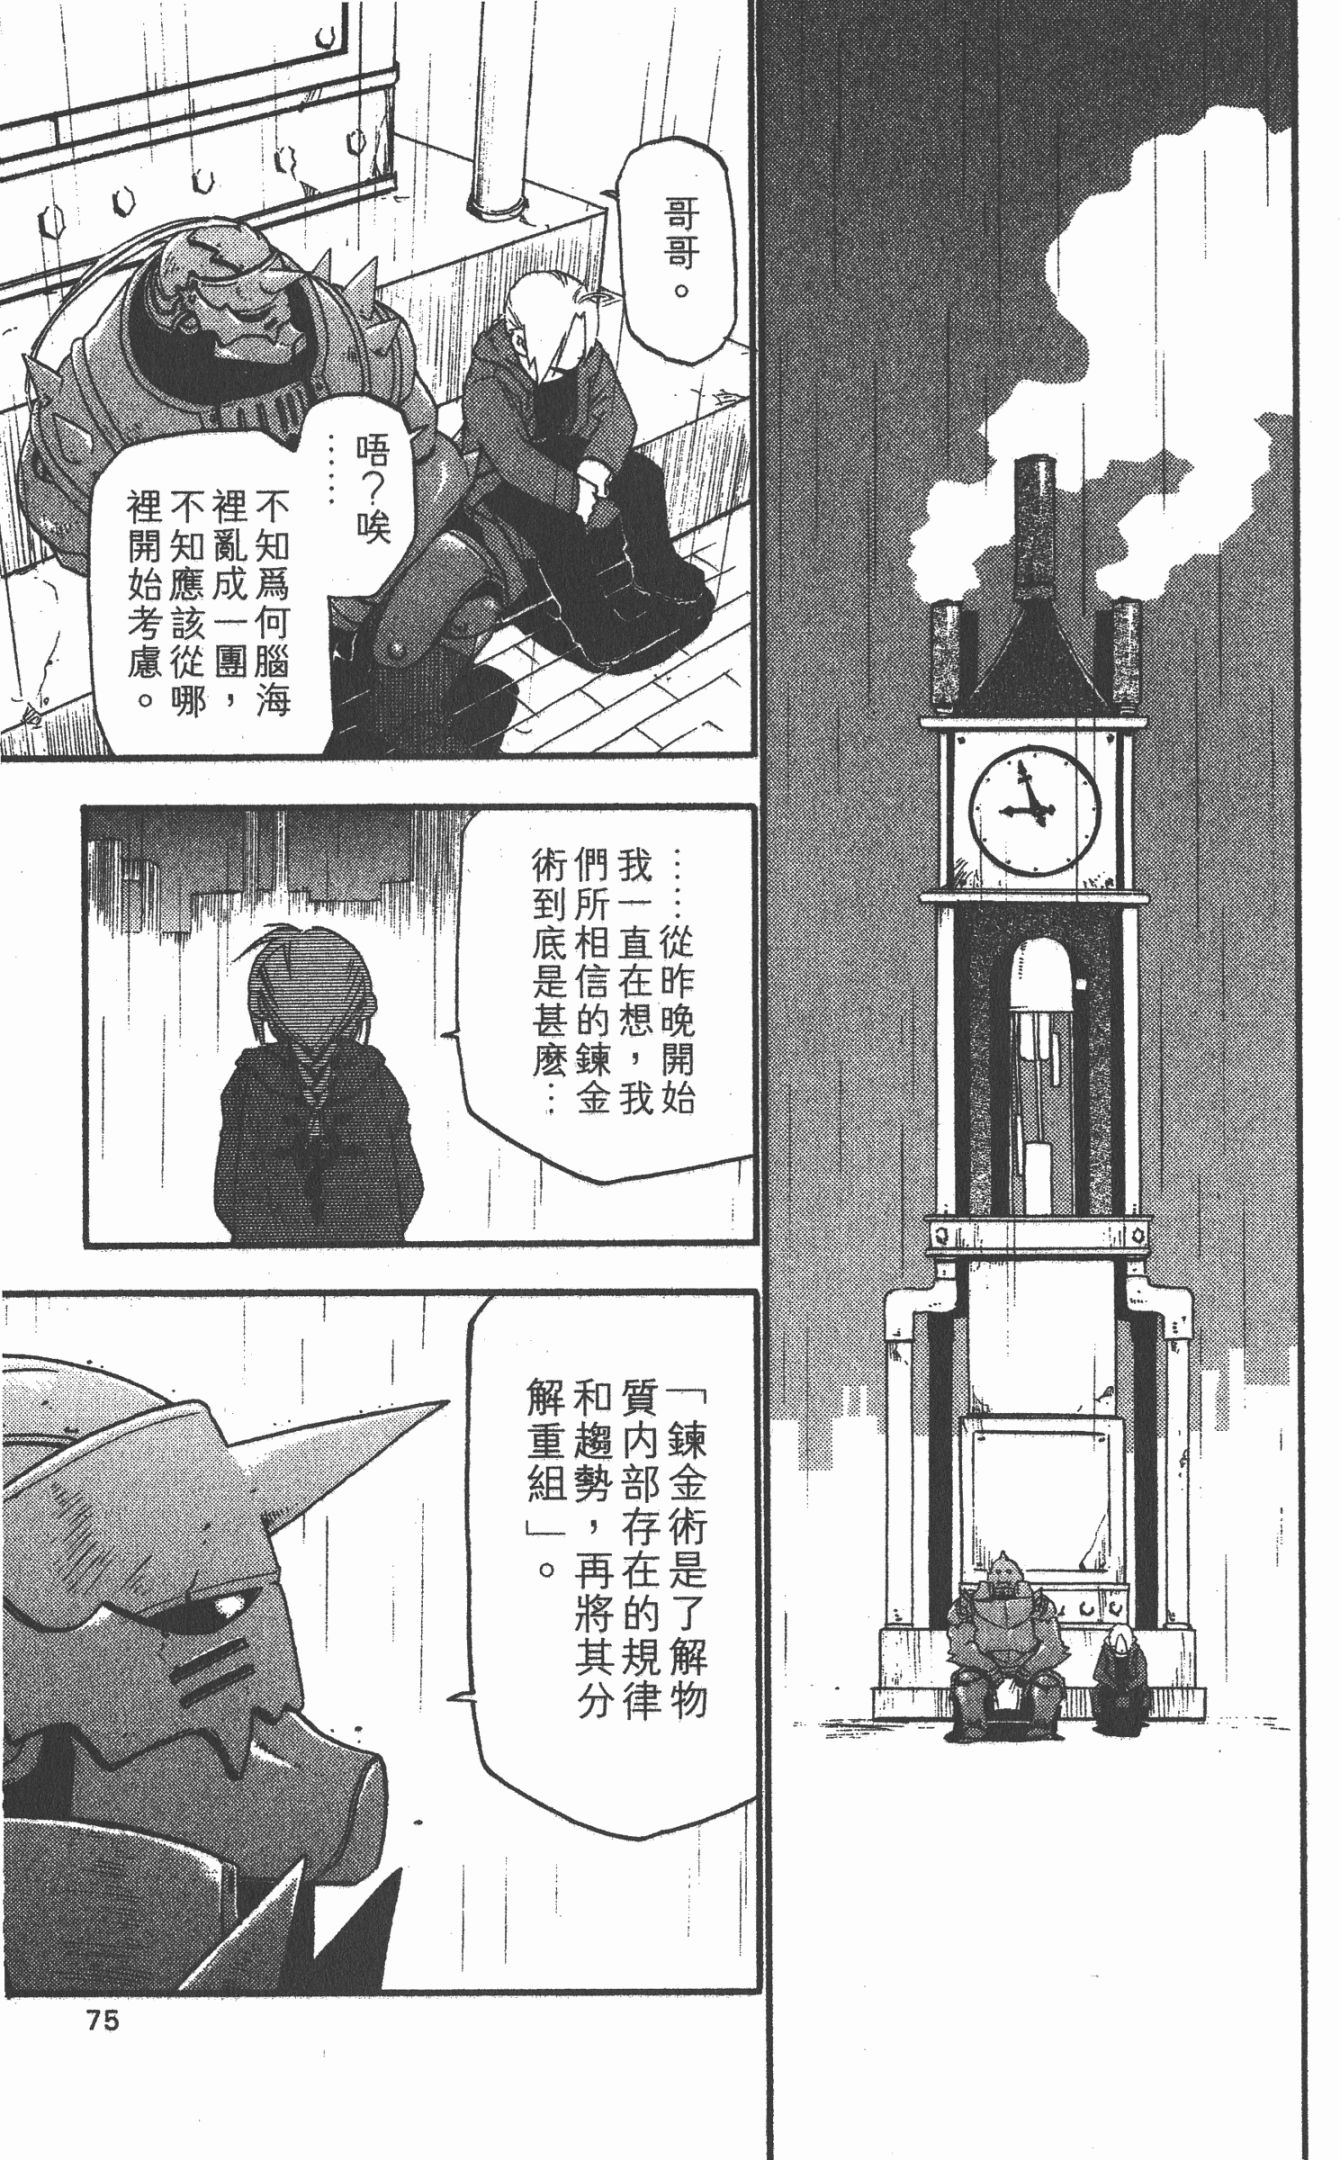 哥哥。
唔？唉
……
不知爲何腦海
裡亂成一團，
不知應該從哪
裡開始考慮。
……從昨晚開始
我一直在想，我
們所相信的鍊金
術到底是甚麼…
「鍊金術是了解物
質內部存在的規律
和趨勢，再將其分
解重組」。
75